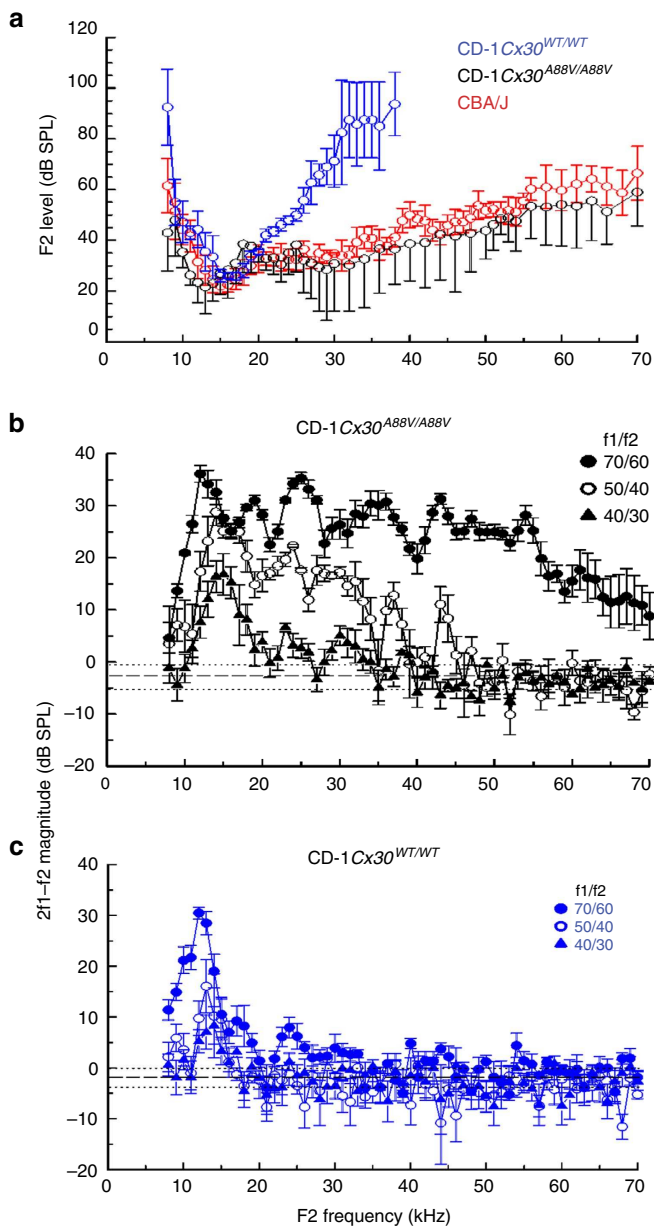 a
120
100
80
60
40
20
0
F2 level (dB SPL)
CD-1Cx30WT/WT
CD-1Cx30A88V/A88V
CBA/J
0 10 20 30 40 50 60 70
b
CD-1Cx30A88V/A88V
f1/f2
70/60
50/40
40/30
40
30
20
10
0
−10
−20
0 10 20 30 40 50 60 70
2f1–f2 magnitude (dB SPL)
c
CD-1Cx30WT/WT
f1/f2
70/60
50/40
40/30
40
30
20
10
0
−10
−20
0 10 20 30 40 50 60 70
F2 frequency (kHz)